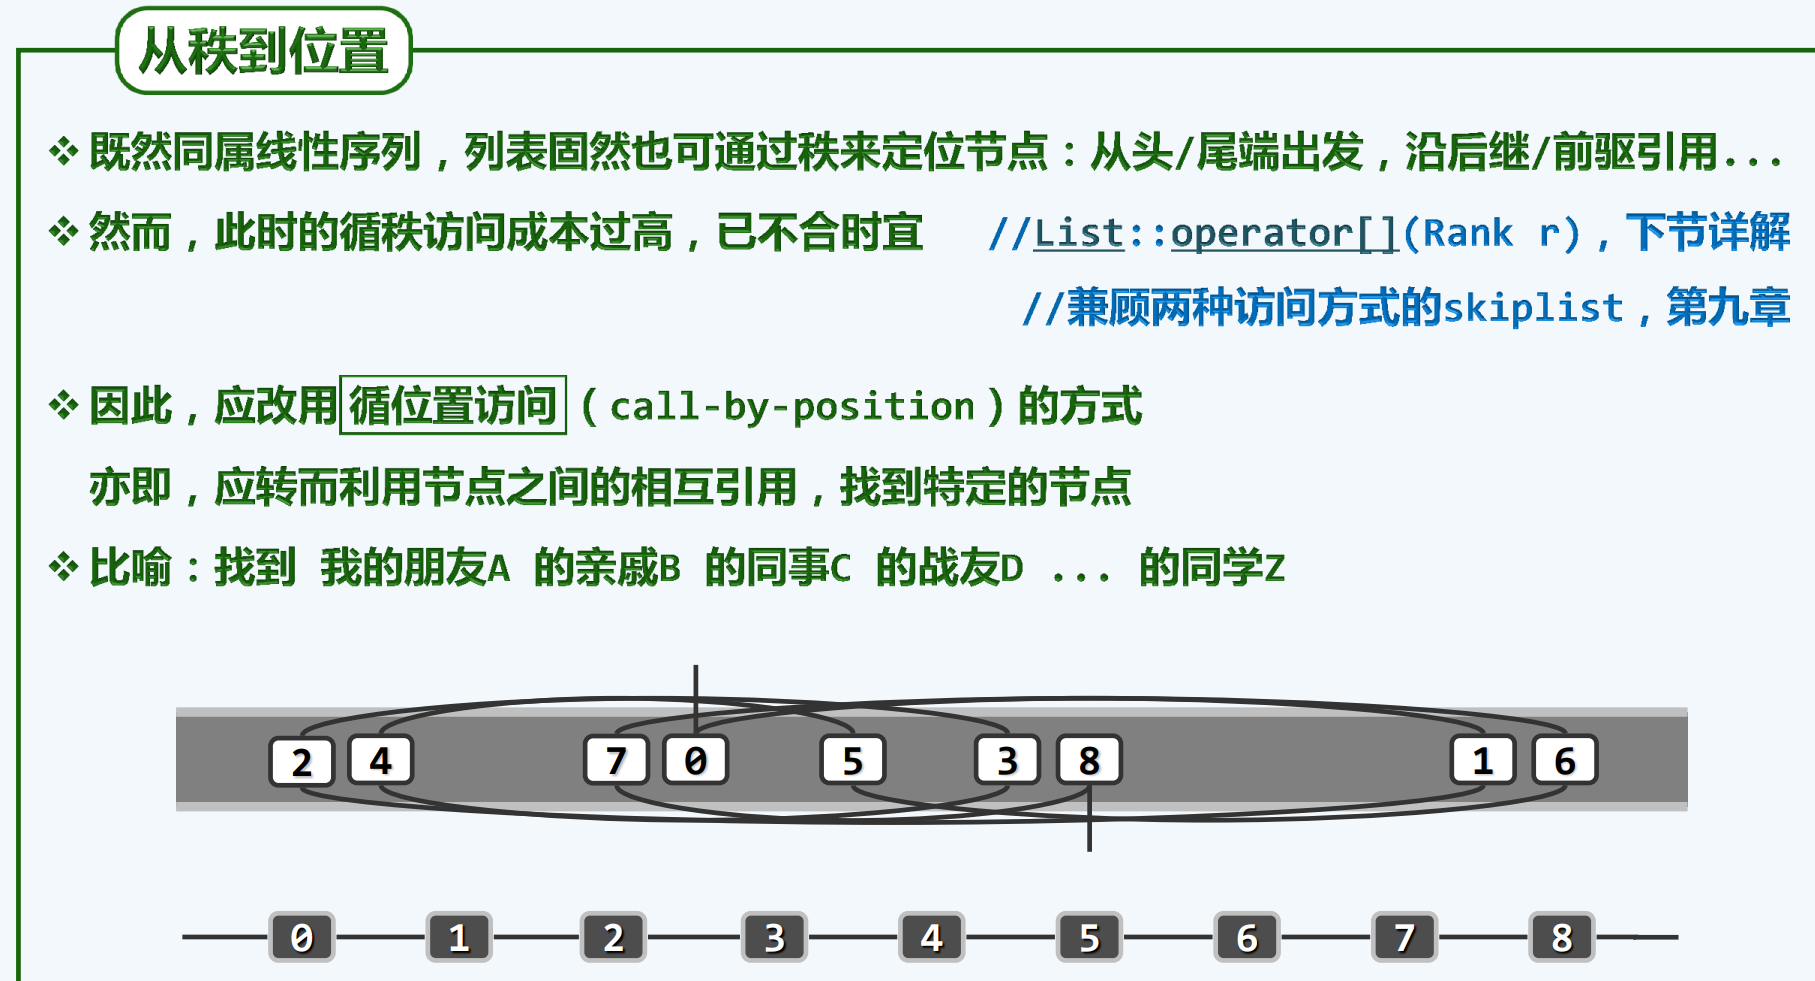 从秩到位置
❖ 既然同属线性序列，列表固然也可通过秩来定位节点：从头/尾端出发，沿后继/前驱引用...
❖ 然而，此时的循秩访问成本过高，已不合时宜 //List::operator[](Rank r)，下节详解
//兼顾两种访问方式的skiplist，第九章
❖ 因此，应改用循位置访问（call-by-position）的方式
亦即，应转而利用节点之间的相互引用，找到特定的节点
❖ 比喻：找到 我的朋友A 的亲戚B 的同事C 的战友D ... 的同学Z
2 4 7 0 5 3 8 1 6
0 1 2 3 4 5 6 7 8